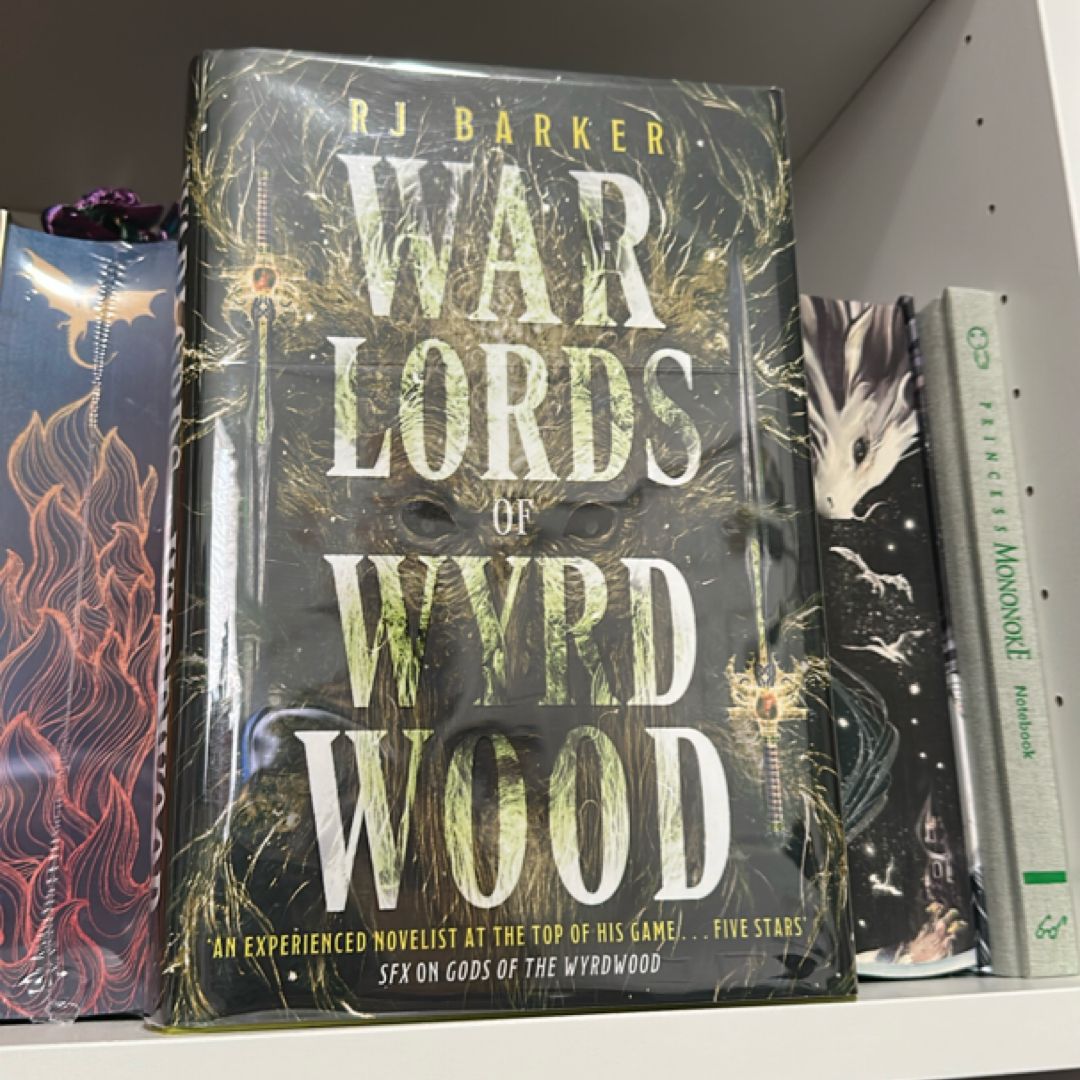 RJ BARKER
WAR
LORDS
OF
WYRD
WOOD
'AN EXPERIENCED NOVELIST AT THE TOP OF HIS GAME . . . FIVE STARS'
SFX ON GODS OF THE WYRDWOOD
PRINCESS MONONOKE Notebook